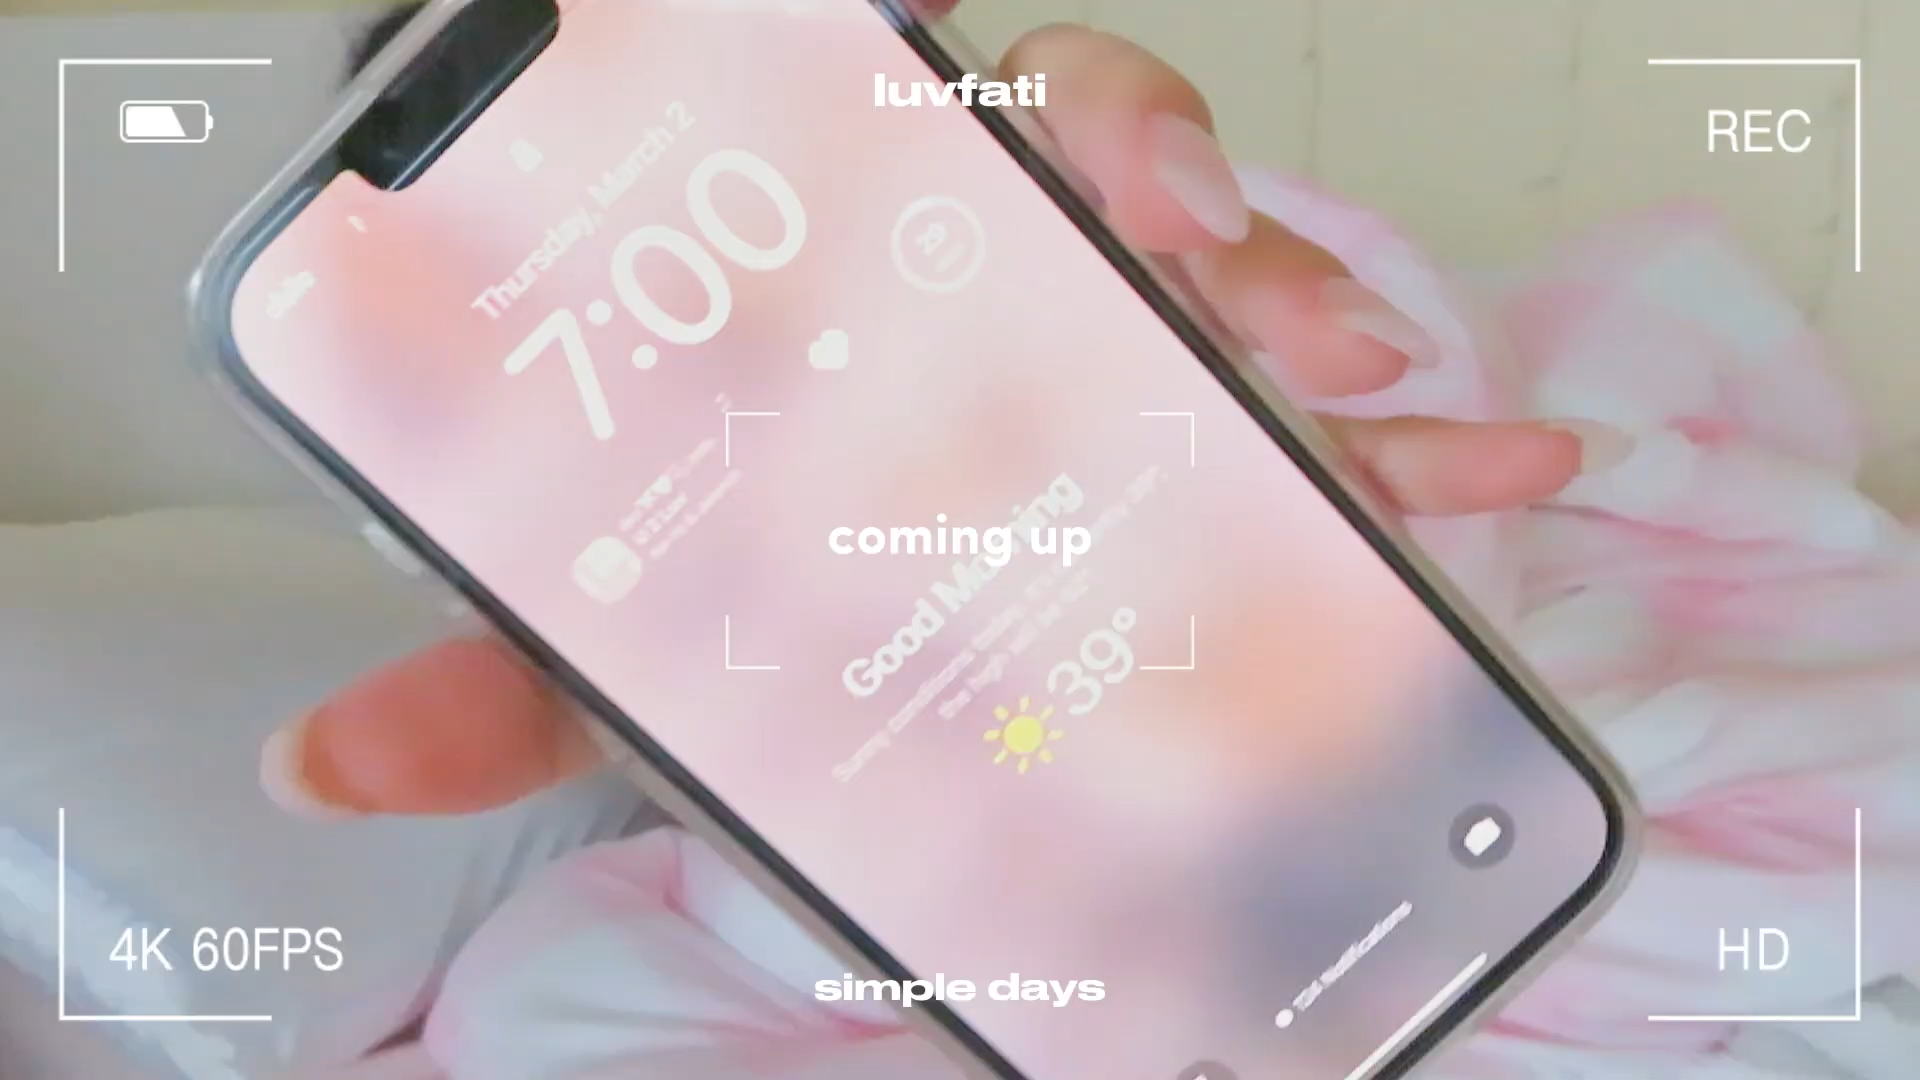 luvfati
REC
Thursday, March 2
7:00
coming up
Good Morning
39°
4K 60FPS
simple days
HD